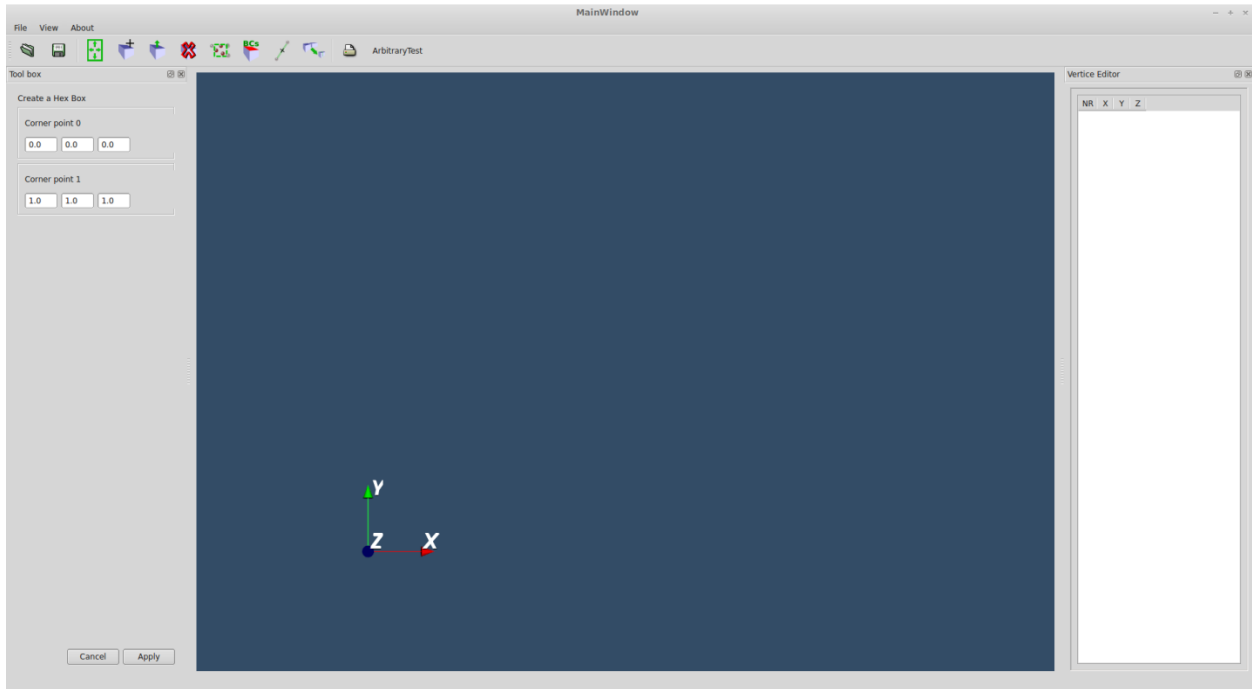 MainWindow
File View About
BCs
ArbitraryTest
Tool box
Create a Hex Box
Corner point 0
0.0 0.0 0.0
Corner point 1
1.0 1.0 1.0
Cancel Apply
Y
Z X
Vertice Editor
NR X Y Z